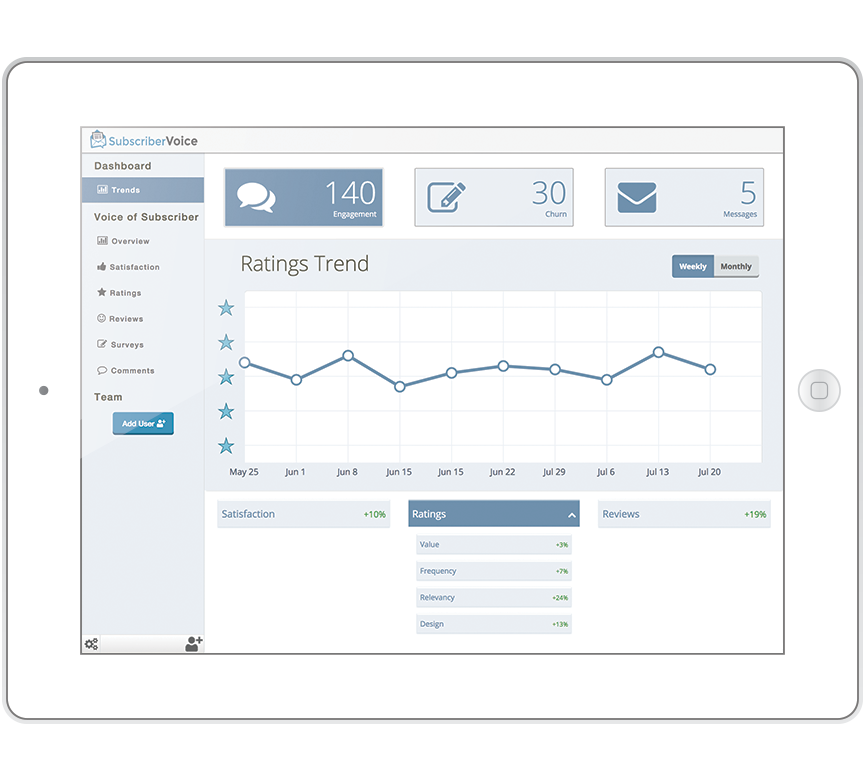 SubscriberVoice
Dashboard
Trends
Voice of Subscriber
Overview
Satisfaction
Ratings
Reviews
Surveys
Comments
Team
Add User
140
Engagement
30
Churn
5
Messages
Ratings Trend
Weekly Monthly
May 25 Jun 1 Jun 8 Jun 15 Jun 15 Jun 22 Jul 29 Jul 6 Jul 13 Jul 20
Satisfaction +10%
Ratings
Value +3%
Frequency +7%
Relevancy +24%
Design +13%
Reviews +19%